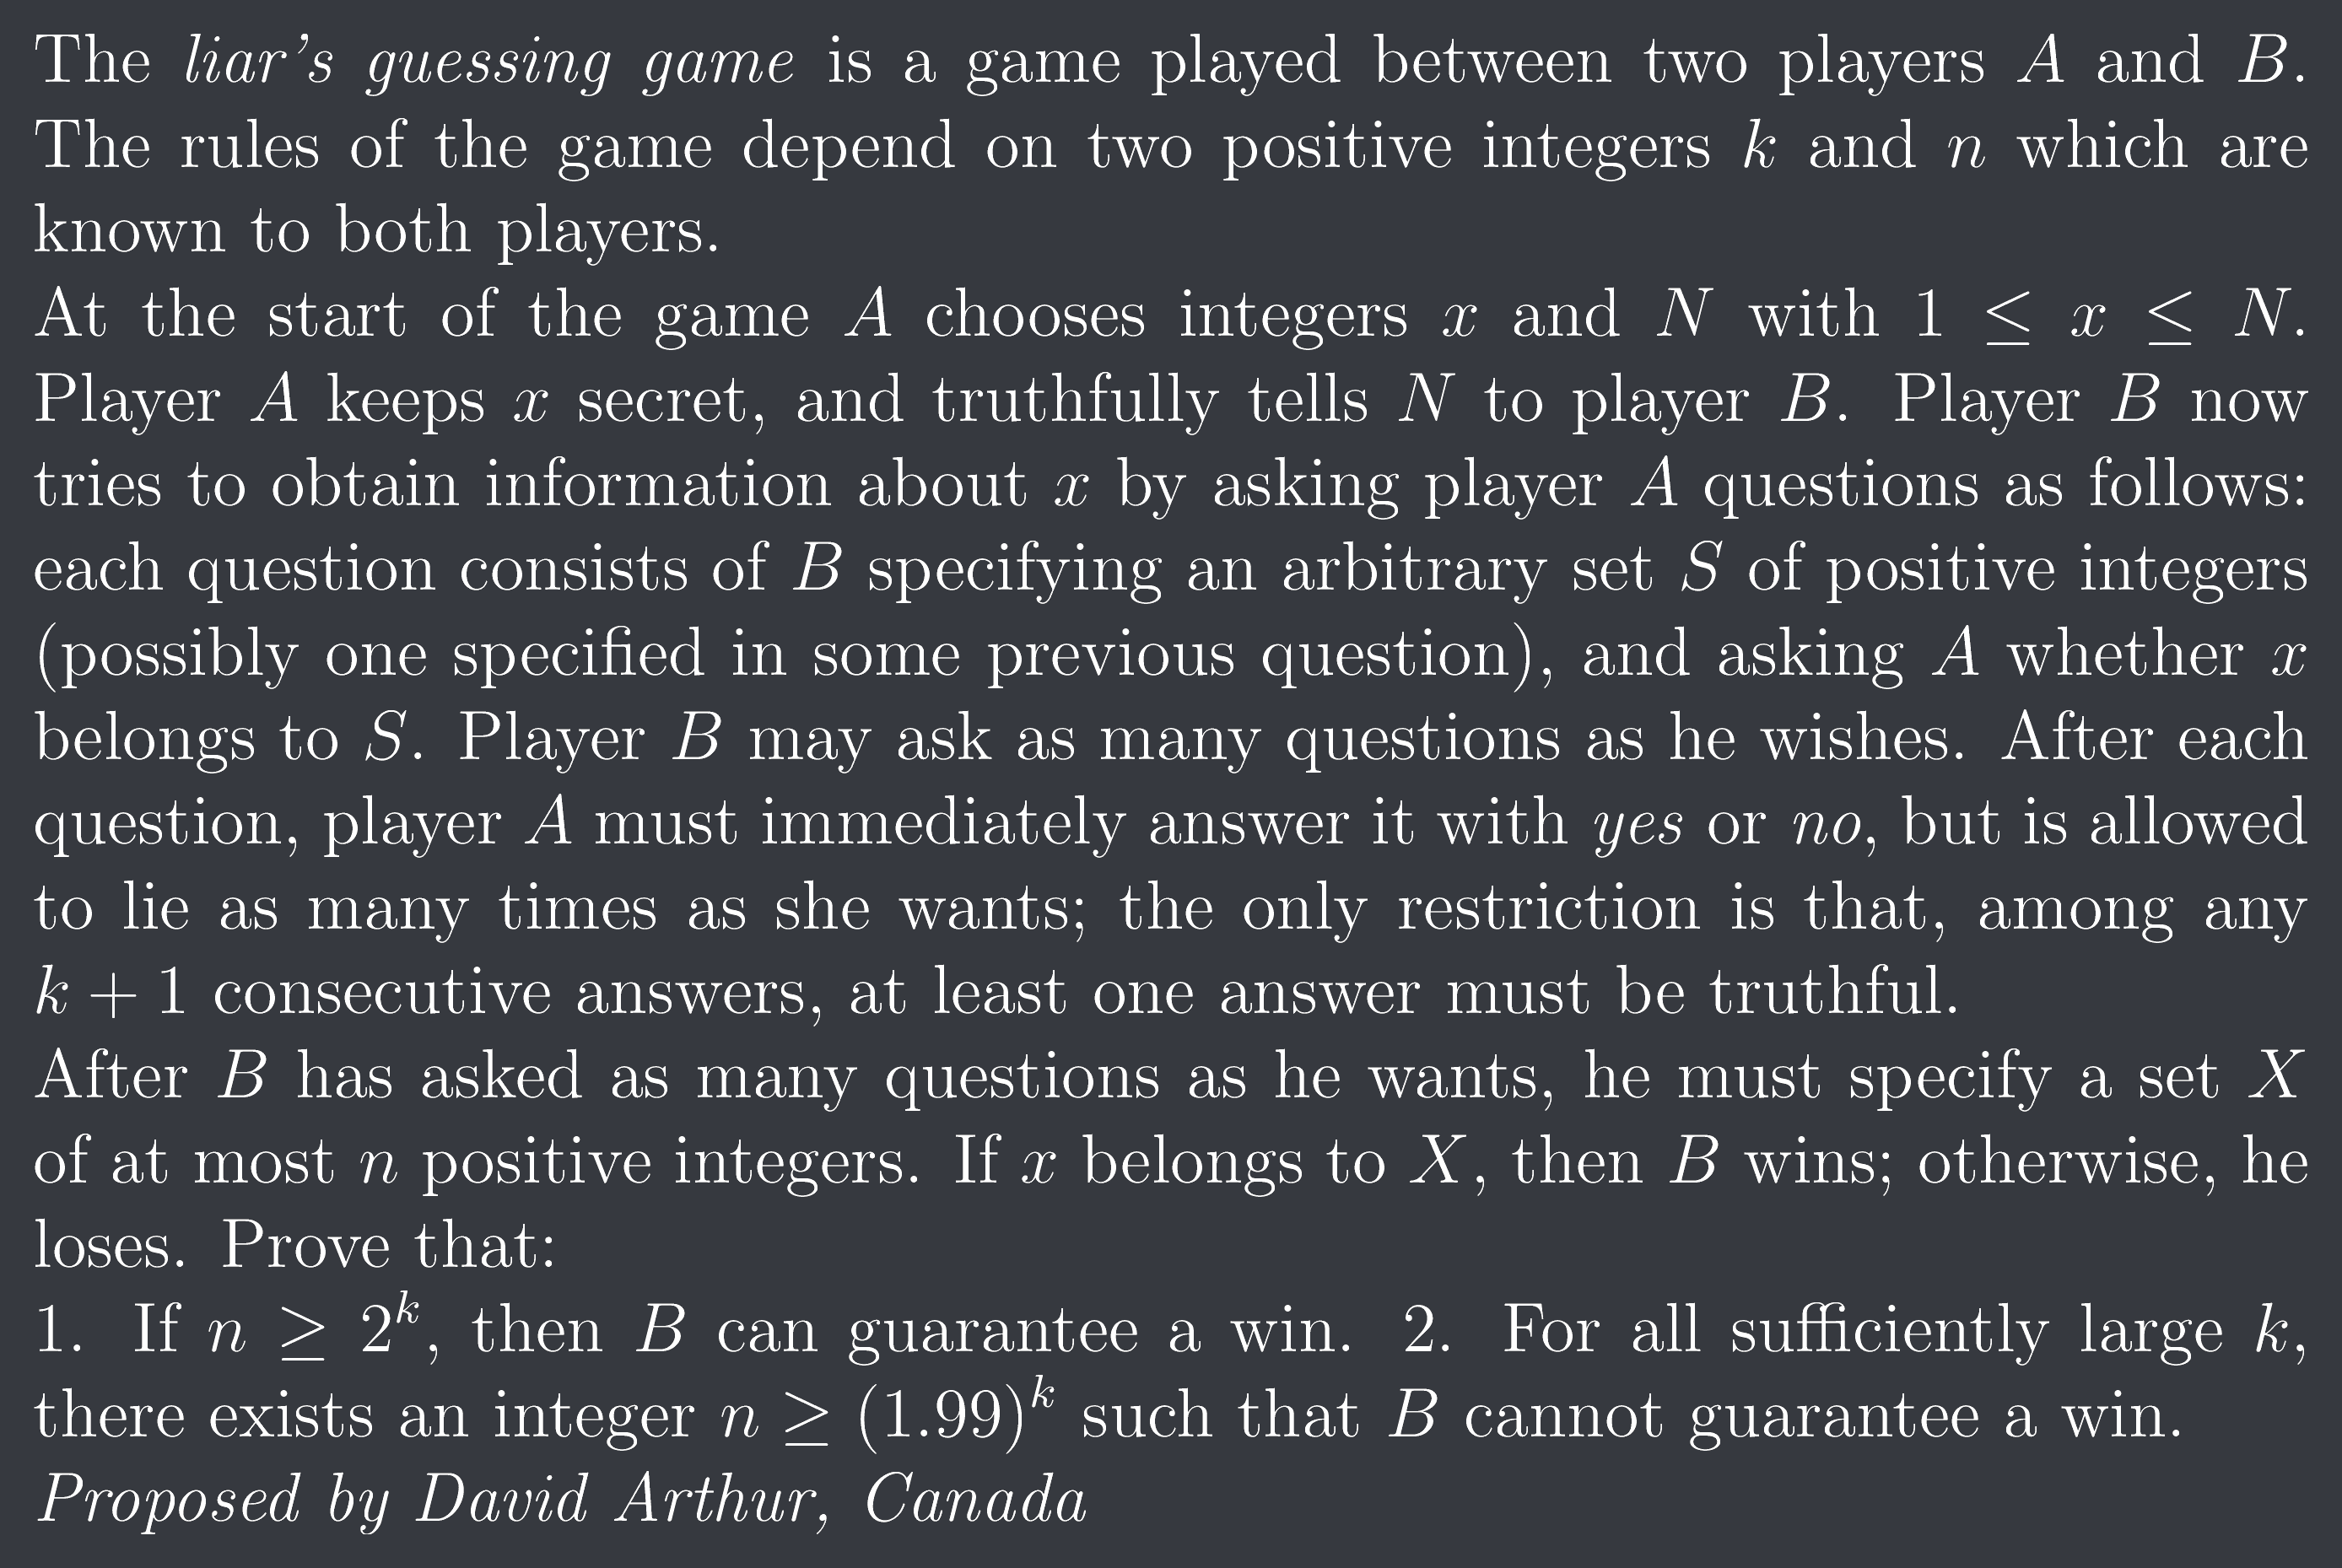 The liar's guessing game is a game played between two players A and B.
The rules of the game depend on two positive integers k and n which are
known to both players.
At the start of the game A chooses integers x and N with 1 ≤ x ≤ N.
Player A keeps x secret, and truthfully tells N to player B. Player B now
tries to obtain information about x by asking player A questions as follows:
each question consists of B specifying an arbitrary set S of positive integers
(possibly one specified in some previous question), and asking A whether x
belongs to S. Player B may ask as many questions as he wishes. After each
question, player A must immediately answer it with yes or no, but is allowed
to lie as many times as she wants; the only restriction is that, among any
k + 1 consecutive answers, at least one answer must be truthful.
After B has asked as many questions as he wants, he must specify a set X
of at most n positive integers. If x belongs to X, then B wins; otherwise, he
loses. Prove that:
1. If n ≥ 2^k, then B can guarantee a win. 2. For all sufficiently large k,
there exists an integer n ≥ (1.99)^k such that B cannot guarantee a win.
Proposed by David Arthur, Canada